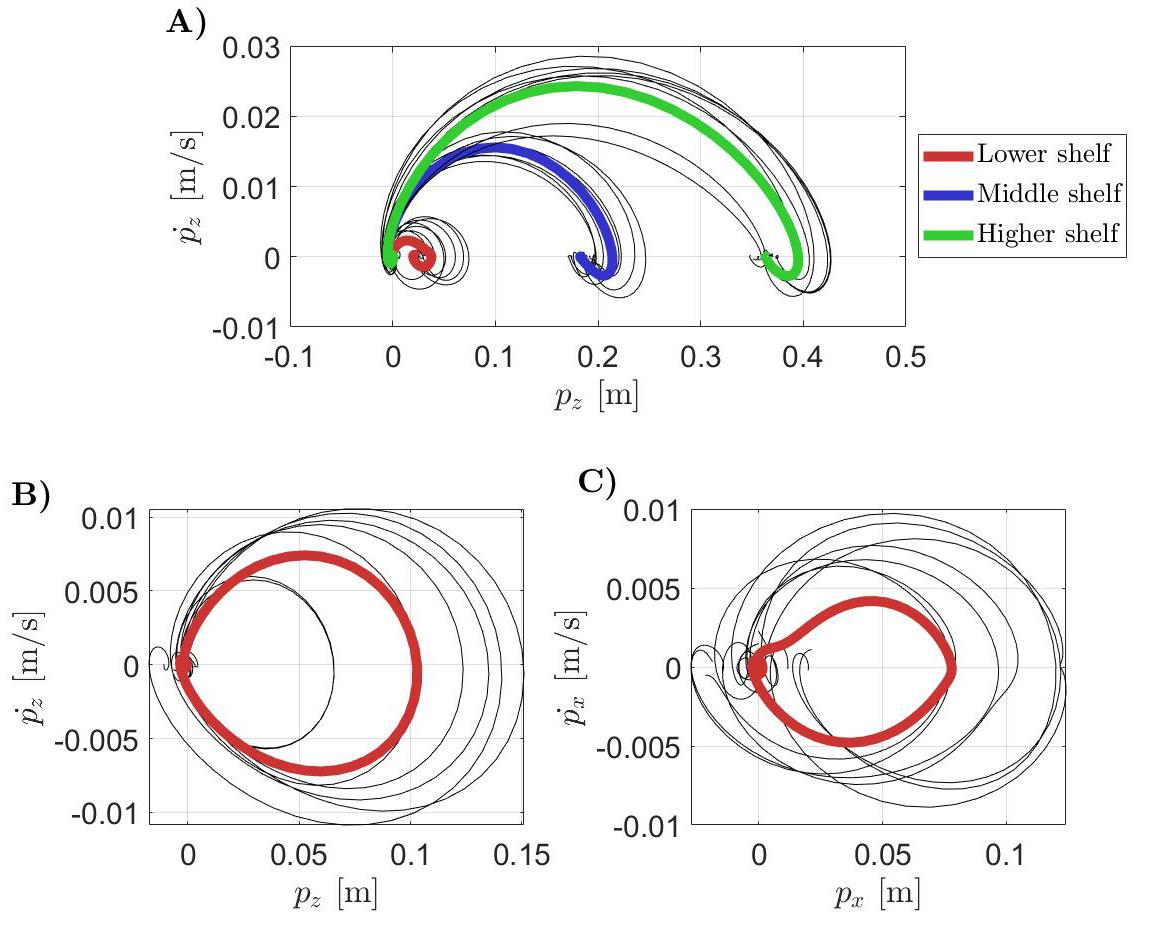 A)
0.03
0.02
0.01
0
-0.01
ṗz [m/s]
-0.1 0 0.1 0.2 0.3 0.4 0.5
pz [m]
Lower shelf
Middle shelf
Higher shelf
B)
0.01
0.005
0
-0.005
-0.01
ṗz [m/s]
0 0.05 0.1 0.15
pz [m]
C)
0.01
0.005
0
-0.005
-0.01
ṗx [m/s]
0 0.05 0.1
px [m]